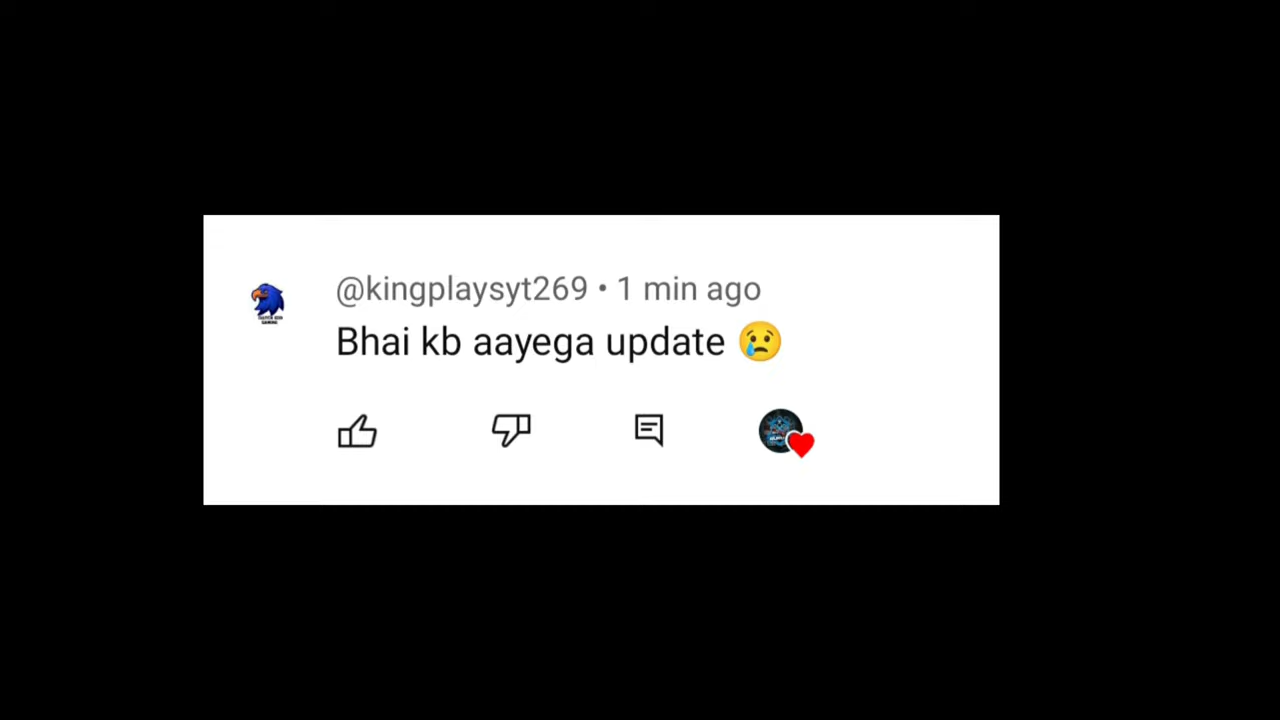 @kingplaysyt269 • 1 min ago
Bhai kb aayega update 😢